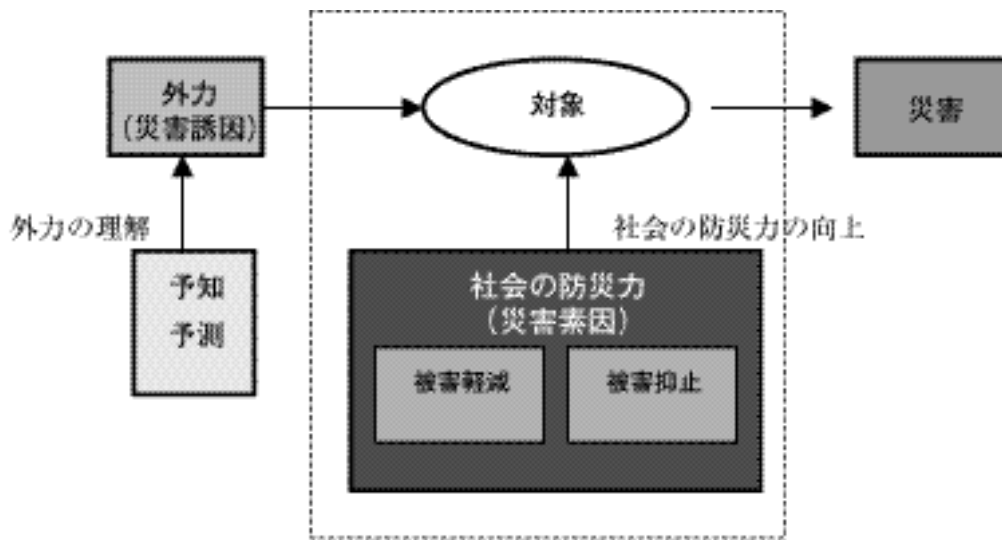 外力
(災害誘因)
対象
災害
外力の理解
社会の防災力の向上
予知
予測
社会の防災力
(災害素因)
被害軽減
被害抑止